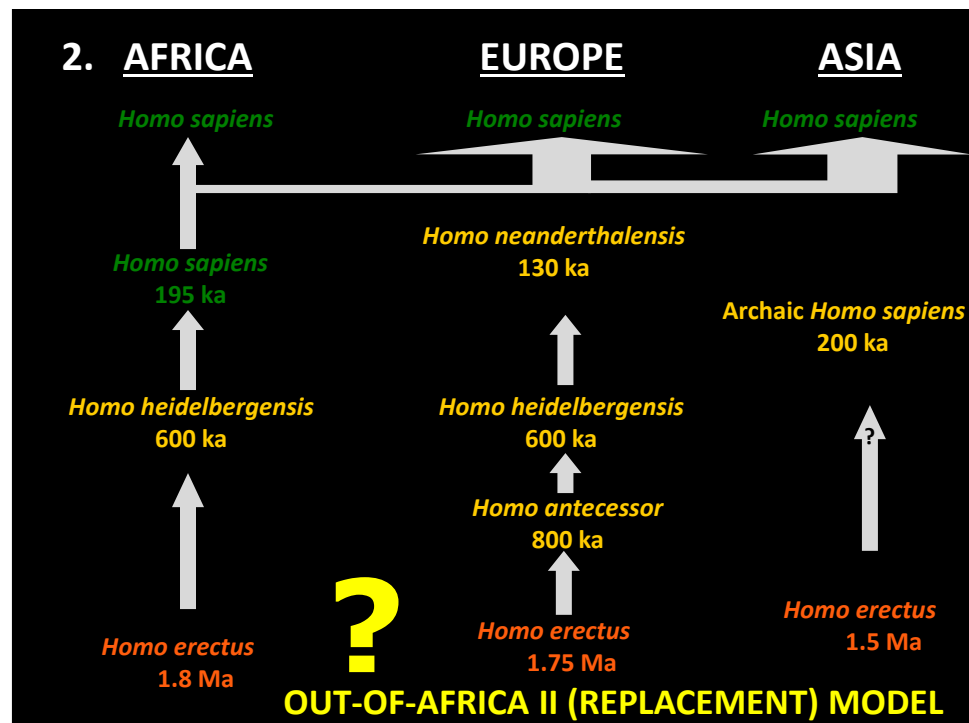 2. AFRICA
EUROPE
ASIA
Homo sapiens
Homo sapiens
Homo sapiens
Homo neanderthalensis
130 ka
Homo sapiens
195 ka
Archaic Homo sapiens
200 ka
Homo heidelbergensis
600 ka
Homo heidelbergensis
600 ka
?
Homo antecessor
800 ka
?
Homo erectus
1.8 Ma
Homo erectus
1.75 Ma
Homo erectus
1.5 Ma
OUT-OF-AFRICA II (REPLACEMENT) MODEL